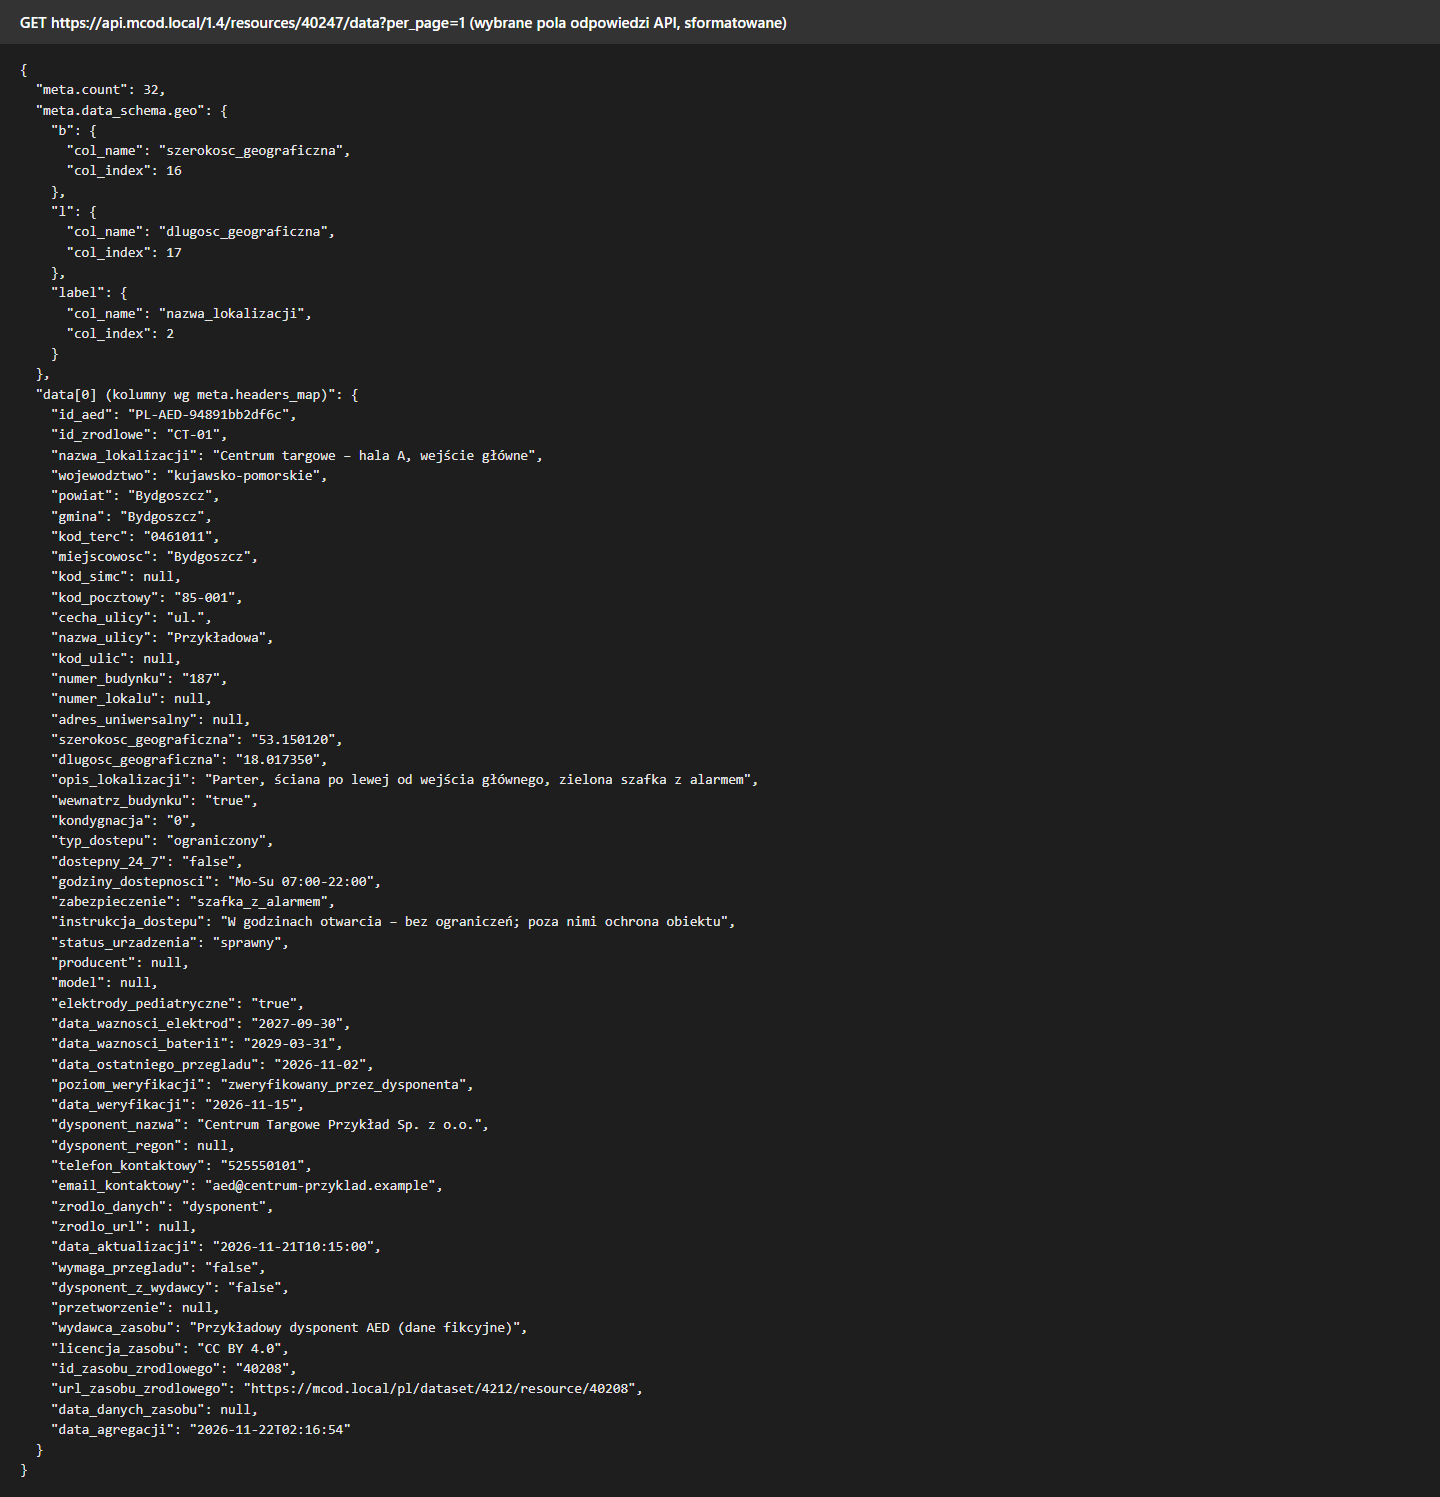 GET https://api.mcod.local/1.4/resources/40247/data?per_page=1 (wybrane pola odpowiedzi API, sformatowane)
{
  "meta.count": 32,
  "meta.data_schema.geo": {
    "b": {
      "col_name": "szerokosc_geograficzna",
      "col_index": 16
    },
    "l": {
      "col_name": "dlugosc_geograficzna",
      "col_index": 17
    },
    "label": {
      "col_name": "nazwa_lokalizacji",
      "col_index": 2
    }
  },
  "data[0] (kolumny wg meta.headers_map)": {
    "id_aed": "PL-AED-94891bb2df6c",
    "id_zrodlowe": "CT-01",
    "nazwa_lokalizacji": "Centrum targowe – hala A, wejście główne",
    "wojewodztwo": "kujawsko-pomorskie",
    "powiat": "Bydgoszcz",
    "gmina": "Bydgoszcz",
    "kod_terc": "0461011",
    "miejscowosc": "Bydgoszcz",
    "kod_simc": null,
    "kod_pocztowy": "85-001",
    "cecha_ulicy": "ul.",
    "nazwa_ulicy": "Przykładowa",
    "kod_ulic": null,
    "numer_budynku": "187",
    "numer_lokalu": null,
    "adres_uniwersalny": null,
    "szerokosc_geograficzna": "53.150120",
    "dlugosc_geograficzna": "18.017350",
    "opis_lokalizacji": "Parter, ściana po lewej od wejścia głównego, zielona szafka z alarmem",
    "wewnatrz_budynku": "true",
    "kondygnacja": "0",
    "typ_dostepu": "ograniczony",
    "dostepny_24_7": "false",
    "godziny_dostepnosci": "Mo-Su 07:00-22:00",
    "zabezpieczenie": "szafka_z_alarmem",
    "instrukcja_dostepu": "W godzinach otwarcia – bez ograniczeń; poza nimi ochrona obiektu",
    "status_urzadzenia": "sprawny",
    "producent": null,
    "model": null,
    "elektrody_pediatryczne": "true",
    "data_waznosci_elektrod": "2027-09-30",
    "data_waznosci_baterii": "2029-03-31",
    "data_ostatniego_przegladu": "2026-11-02",
    "poziom_weryfikacji": "zweryfikowany_przez_dysponenta",
    "data_weryfikacji": "2026-11-15",
    "dysponent_nazwa": "Centrum Targowe Przykład Sp. z o.o.",
    "dysponent_regon": null,
    "telefon_kontaktowy": "525550101",
    "email_kontaktowy": "aed@centrum-przyklad.example",
    "zrodlo_danych": "dysponent",
    "zrodlo_url": null,
    "data_aktualizacji": "2026-11-21T10:15:00",
    "wymaga_przegladu": "false",
    "dysponent_z_wydawcy": "false",
    "przetworzenie": null,
    "wydawca_zasobu": "Przykładowy dysponent AED (dane fikcyjne)",
    "licencja_zasobu": "CC BY 4.0",
    "id_zasobu_zrodlowego": "40208",
    "url_zasobu_zrodlowego": "https://mcod.local/pl/dataset/4212/resource/40208",
    "data_danych_zasobu": null,
    "data_agregacji": "2026-11-22T02:16:54"
  }
}